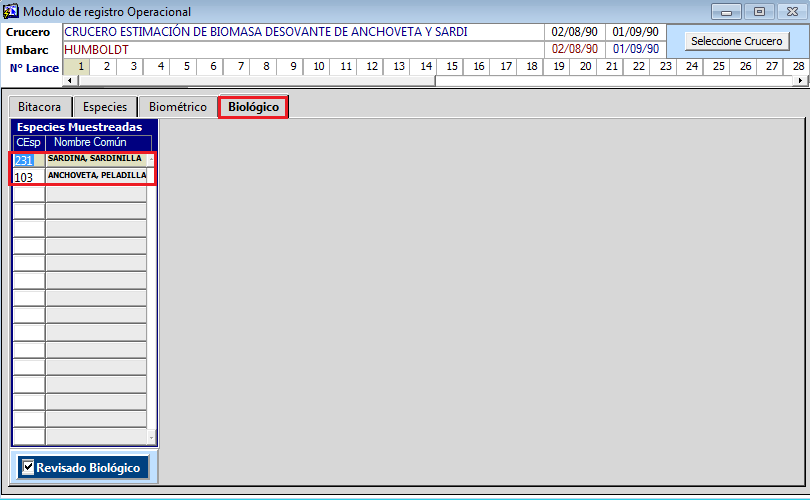 Modulo de registro Operacional
Crucero CRUCERO ESTIMACIÓN DE BIOMASA DESOVANTE DE ANCHOVETA Y SARDI 02/08/90 01/09/90 Seleccione Crucero
Embarc HUMBOLDT 02/08/90 01/09/90
N° Lance 1 2 3 4 5 6 7 8 9 10 11 12 13 14 15 16 17 18 19 20 21 22 23 24 25 26 27 28
Bitacora Especies Biométrico Biológico
Especies Muestreadas
CEsp Nombre Común
231 SARDINA, SARDINILLA
103 ANCHOVETA, PELADILLA
Revisado Biológico